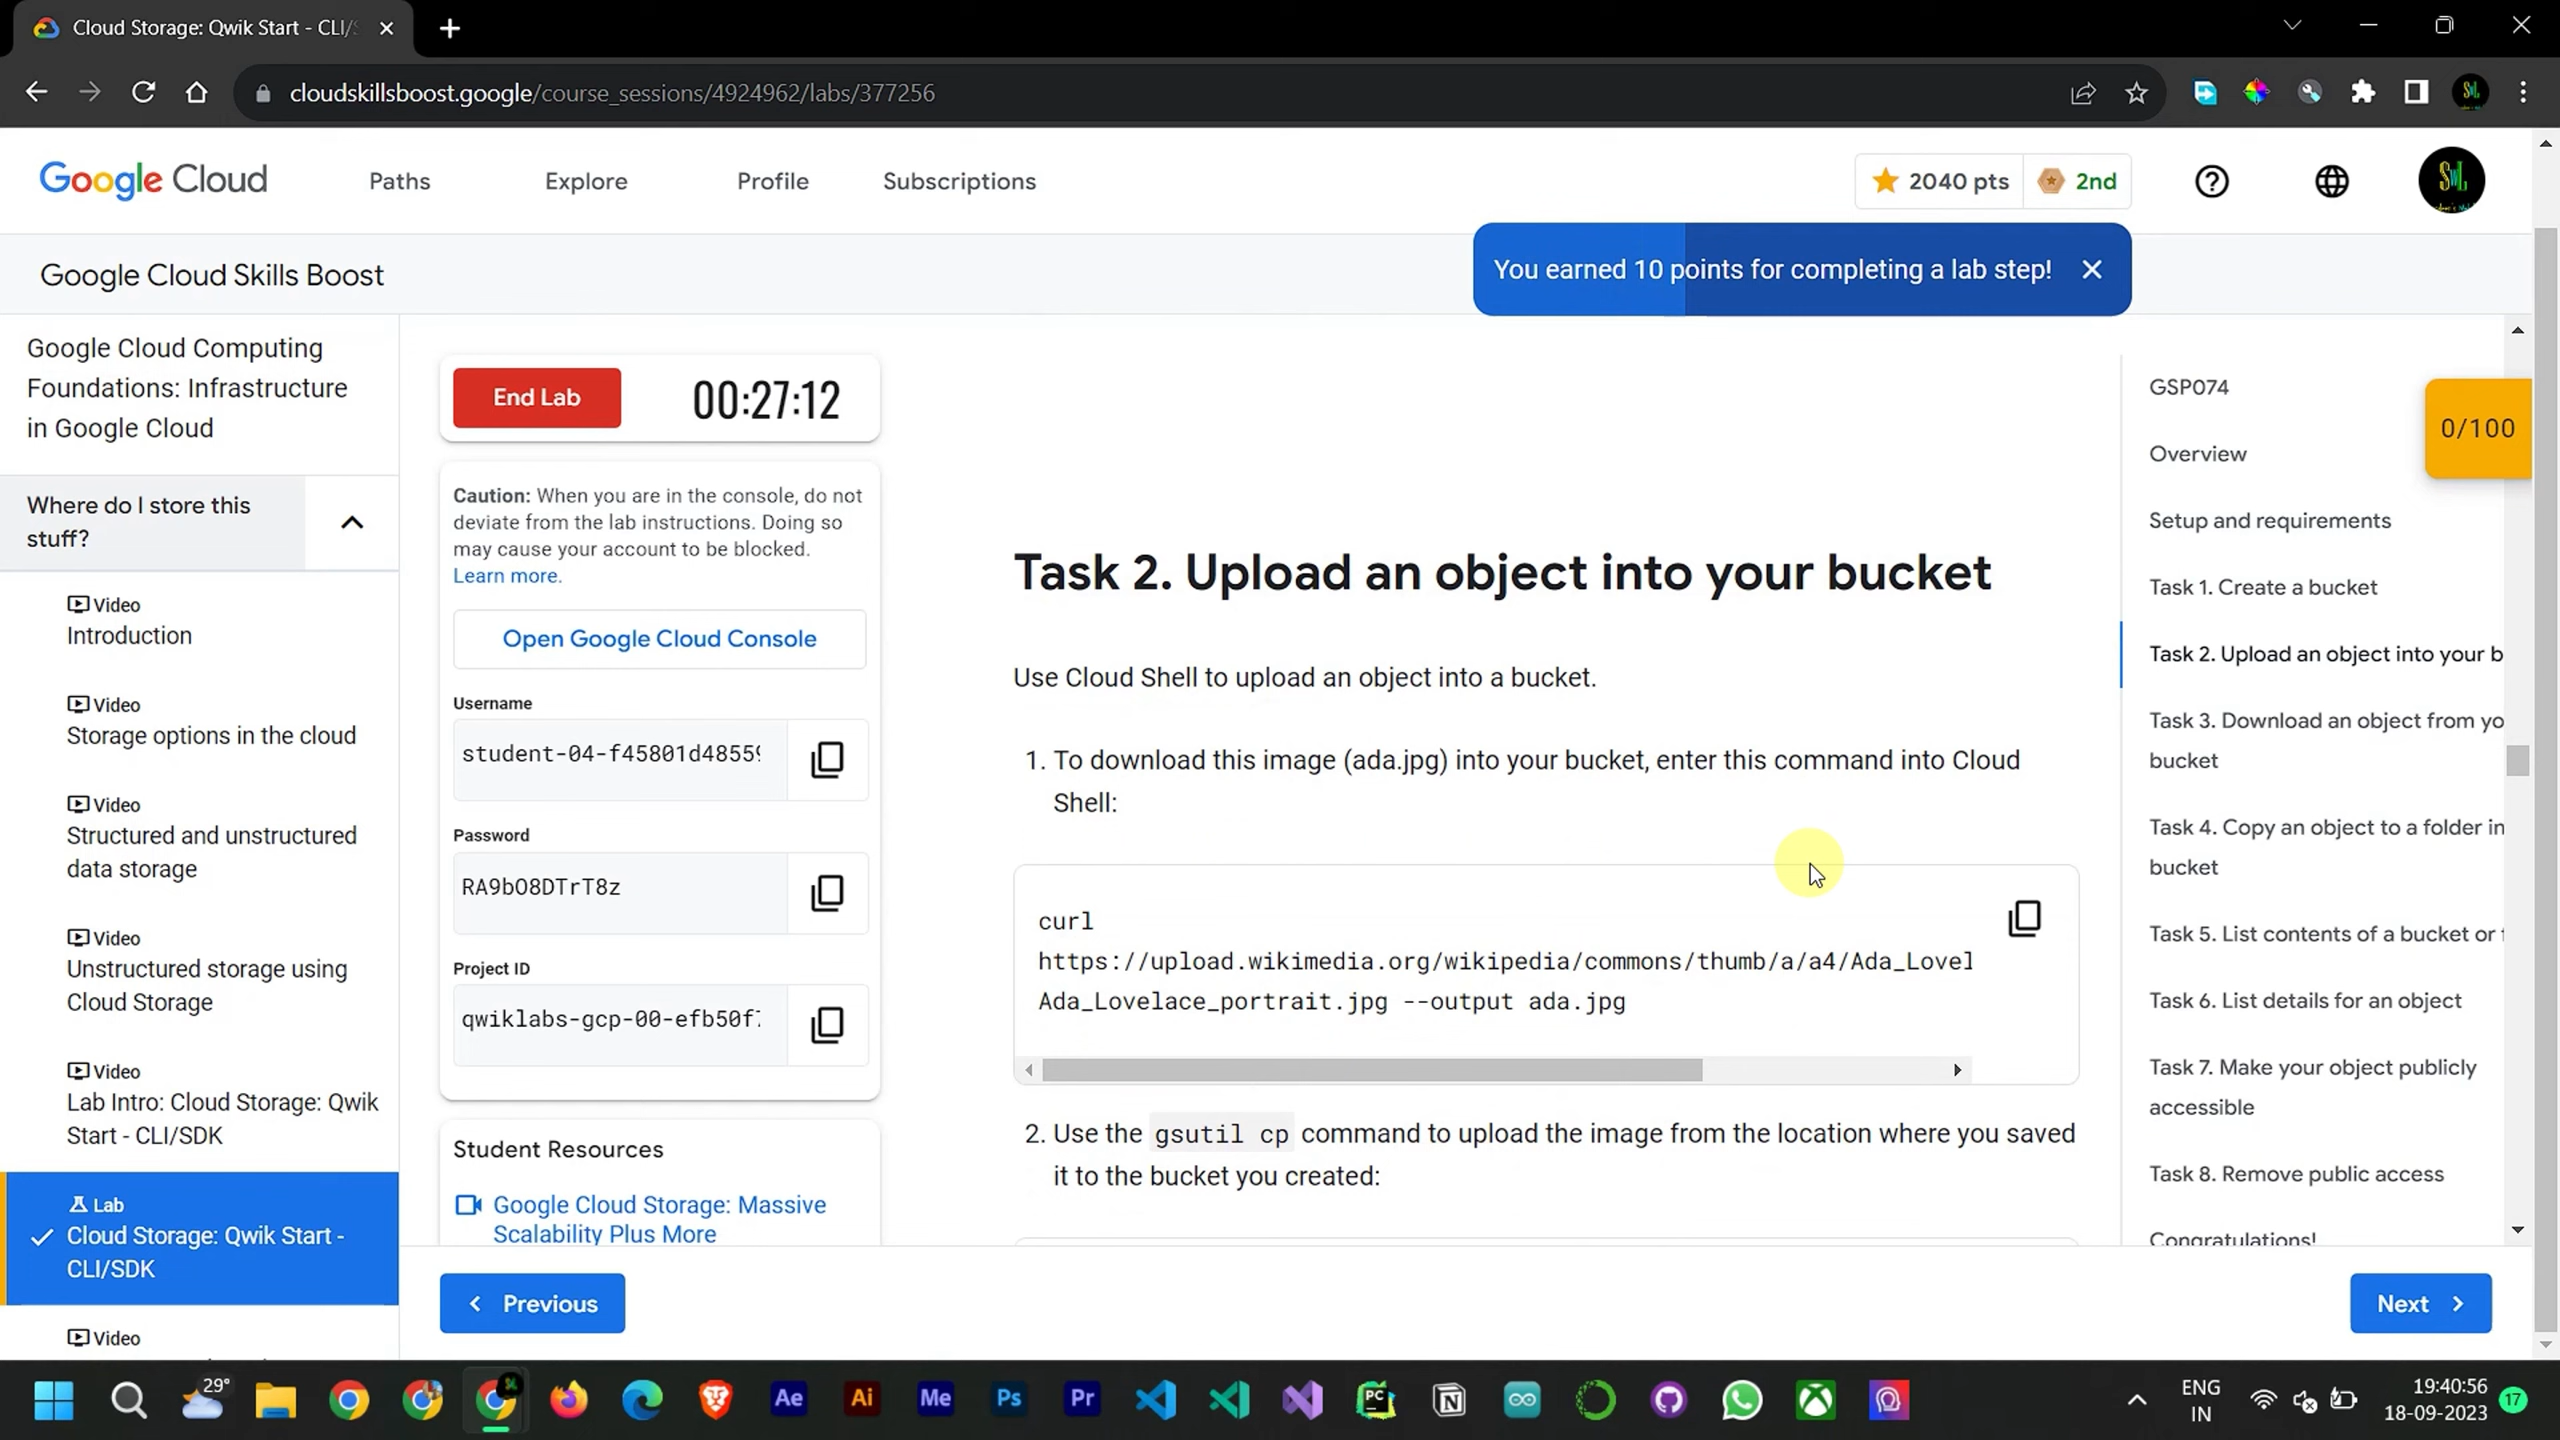 Cloud Storage: Qwik Start - CLI/S
cloudskillsboost.google/course_sessions/4924962/labs/377256
Google Cloud
Paths
Explore
Profile
Subscriptions
2040 pts
2nd
You earned 10 points for completing a lab step!
Google Cloud Skills Boost
Google Cloud Computing
Foundations: Infrastructure
in Google Cloud
Where do I store this
stuff?
Video
Introduction
Video
Storage options in the cloud
Video
Structured and unstructured
data storage
Video
Unstructured storage using
Cloud Storage
Video
Lab Intro: Cloud Storage: Qwik
Start - CLI/SDK
Lab
Cloud Storage: Qwik Start -
CLI/SDK
Video
End Lab
00:27:12
Caution: When you are in the console, do not
deviate from the lab instructions. Doing so
may cause your account to be blocked.
Learn more.
Open Google Cloud Console
Username
student-04-f45801d48559
Password
RA9bO8DTrT8z
Project ID
qwiklabs-gcp-00-efb50f7
Student Resources
Google Cloud Storage: Massive
Scalability Plus More
Task 2. Upload an object into your bucket
Use Cloud Shell to upload an object into a bucket.
1. To download this image (ada.jpg) into your bucket, enter this command into Cloud
Shell:
curl
https://upload.wikimedia.org/wikipedia/commons/thumb/a/a4/Ada_Lovel
Ada_Lovelace_portrait.jpg --output ada.jpg
2. Use the gsutil cp command to upload the image from the location where you saved
it to the bucket you created:
GSP074
Overview
Setup and requirements
Task 1. Create a bucket
Task 2. Upload an object into your b
Task 3. Download an object from yo
bucket
Task 4. Copy an object to a folder in
bucket
Task 5. List contents of a bucket or f
Task 6. List details for an object
Task 7. Make your object publicly
accessible
Task 8. Remove public access
Congratulations!
0/100
Previous
Next
29°
Ae
Ai
Me
Ps
Pr
PC
N
ENG
IN
19:40:56
18-09-2023
17